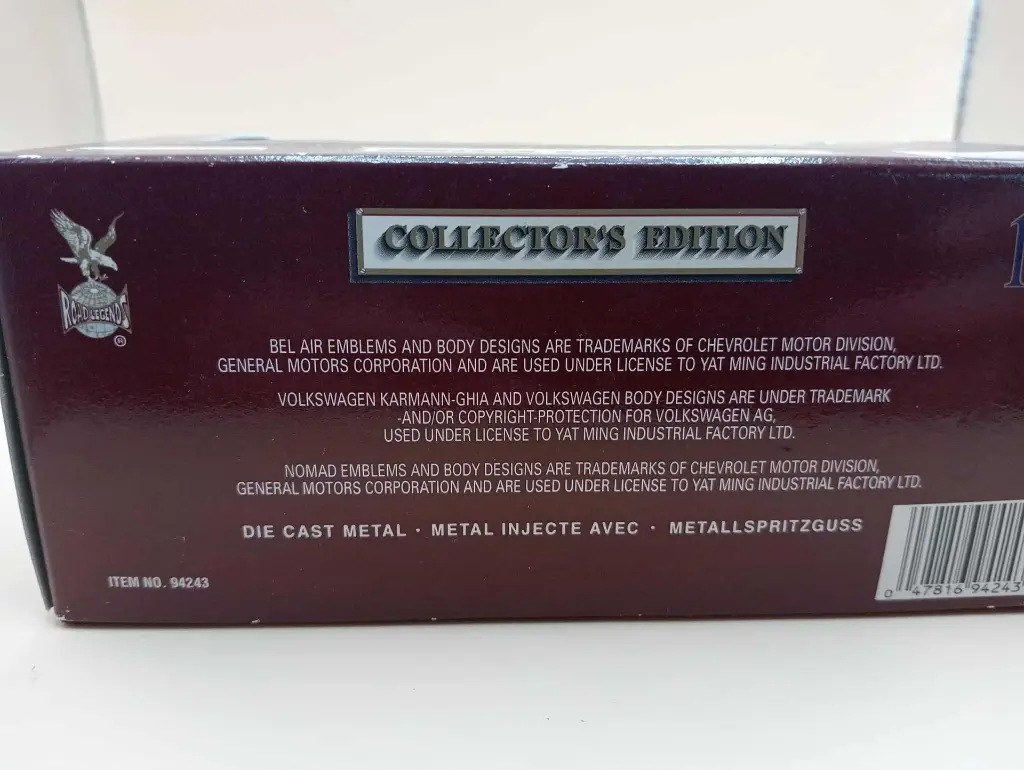 COLLECTOR'S EDITION
ROAD LEGENDS
®
BEL AIR EMBLEMS AND BODY DESIGNS ARE TRADEMARKS OF CHEVROLET MOTOR DIVISION,
GENERAL MOTORS CORPORATION AND ARE USED UNDER LICENSE TO YAT MING INDUSTRIAL FACTORY LTD.
VOLKSWAGEN KARMANN-GHIA AND VOLKSWAGEN BODY DESIGNS ARE UNDER TRADEMARK
-AND/OR COPYRIGHT-PROTECTION FOR VOLKSWAGEN AG,
USED UNDER LICENSE TO YAT MING INDUSTRIAL FACTORY LTD.
NOMAD EMBLEMS AND BODY DESIGNS ARE TRADEMARKS OF CHEVROLET MOTOR DIVISION,
GENERAL MOTORS CORPORATION AND ARE USED UNDER LICENSE TO YAT MING INDUSTRIAL FACTORY LTD.
DIE CAST METAL · METAL INJECTE AVEC · METALLSPRITZGUSS
ITEM NO. 94243
0 47816 94243